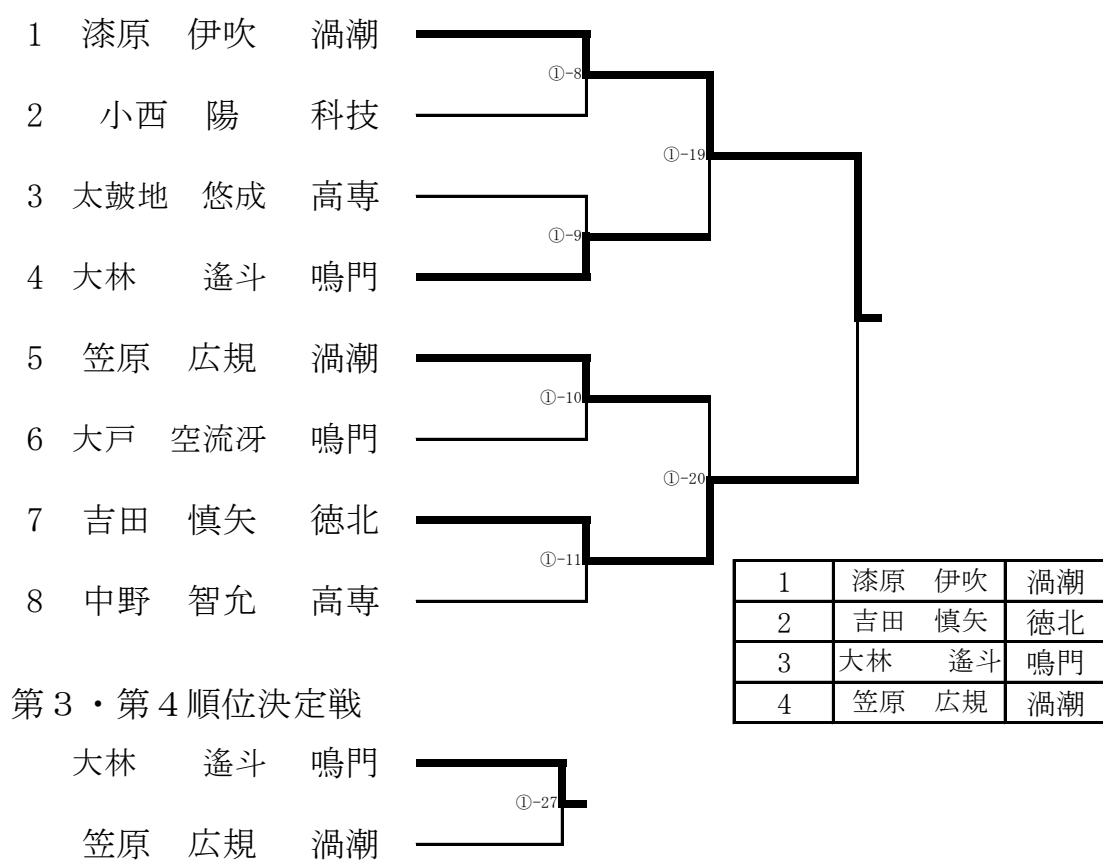 1 漆原 伊吹 渦潮
①-8
2 小西 陽 科技
①-19
3 太鼓地 悠成 高専
①-9
4 大林 遙斗 鳴門
5 笠原 広規 渦潮
①-10
6 大戸 空流冴 鳴門
①-20
7 吉田 慎矢 徳北
①-11
8 中野 智允 高専
1 漆原 伊吹 渦潮
2 吉田 慎矢 徳北
3 大林 遙斗 鳴門
4 笠原 広規 渦潮
第３・第４順位決定戦
大林 遙斗 鳴門
①-27
笠原 広規 渦潮